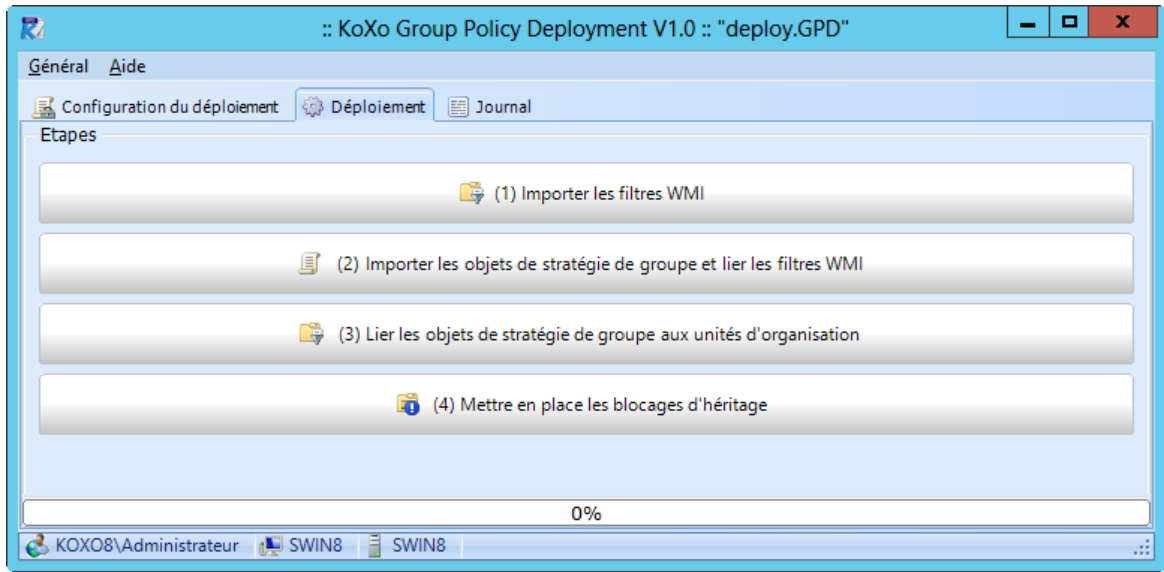 :: KoXo Group Policy Deployment V1.0 :: "deploy.GPD"
Général Aide
Configuration du déploiement Déploiement Journal
Etapes
(1) Importer les filtres WMI
(2) Importer les objets de stratégie de groupe et lier les filtres WMI
(3) Lier les objets de stratégie de groupe aux unités d'organisation
(4) Mettre en place les blocages d'héritage
0%
KOXO8\Administrateur SWIN8 SWIN8